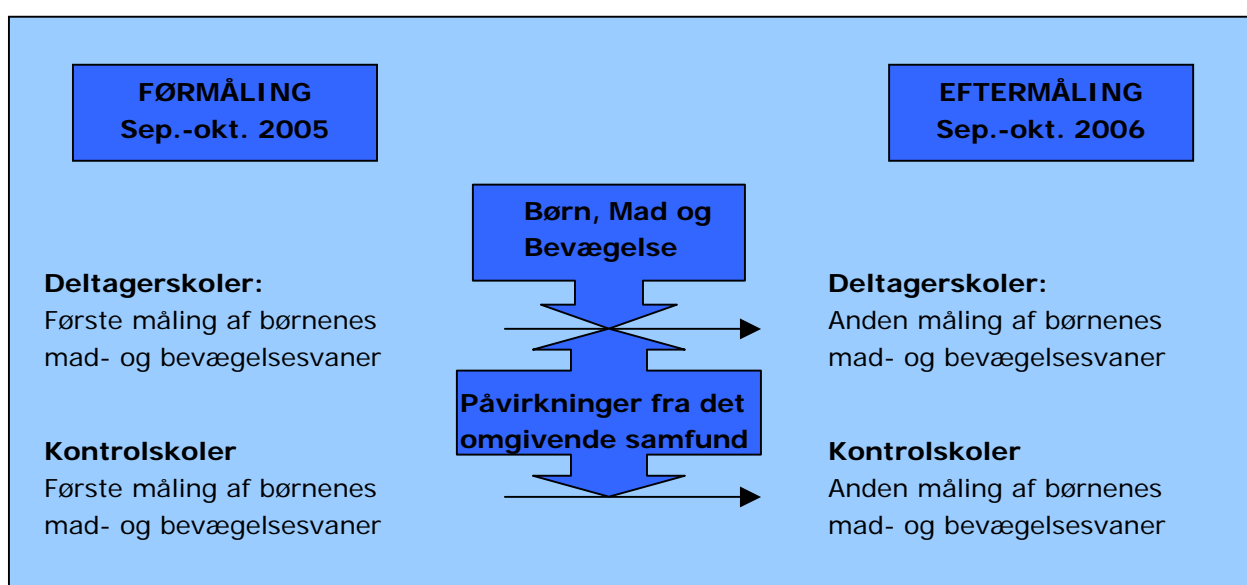 FØRMÅLING
Sep.-okt. 2005
EFTERMÅLING
Sep.-okt. 2006
Børn, Mad og
Bevægelse
Deltagerskoler:
Første måling af børnenes
mad- og bevægelsesvaner
Deltagerskoler:
Anden måling af børnenes
mad- og bevægelsesvaner
Påvirkninger fra det
omgivende samfund
Kontrolskoler
Første måling af børnenes
mad- og bevægelsesvaner
Kontrolskoler
Anden måling af børnenes
mad- og bevægelsesvaner